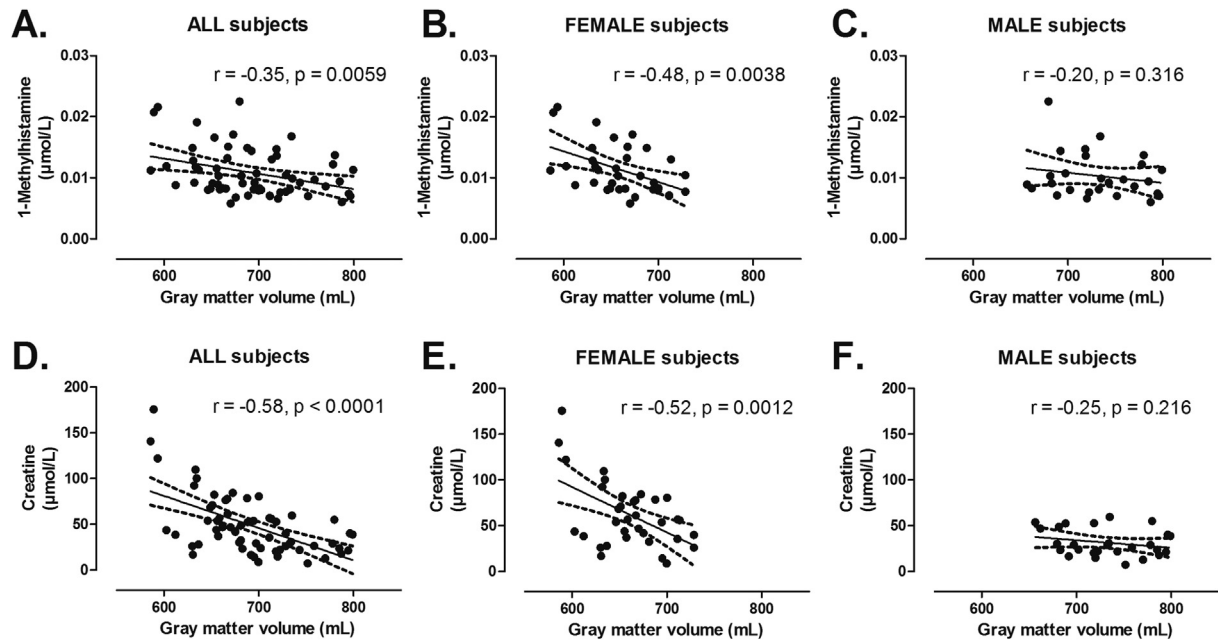 A.
ALL subjects
r = -0.35, p = 0.0059
1-Methylhistamine
(μmol/L)
0.03
0.02
0.01
0.00
600
700
800
Gray matter volume (mL)
B.
FEMALE subjects
r = -0.48, p = 0.0038
1-Methylhistamine
(μmol/L)
0.03
0.02
0.01
0.00
600
700
800
Gray matter volume (mL)
C.
MALE subjects
r = -0.20, p = 0.316
1-Methylhistamine
(μmol/L)
0.03
0.02
0.01
0.00
600
700
800
Gray matter volume (mL)
D.
ALL subjects
r = -0.58, p < 0.0001
Creatine
(μmol/L)
200
150
100
50
0
600
700
800
Gray matter volume (mL)
E.
FEMALE subjects
r = -0.52, p = 0.0012
Creatine
(μmol/L)
200
150
100
50
0
600
700
800
Gray matter volume (mL)
F.
MALE subjects
r = -0.25, p = 0.216
Creatine
(μmol/L)
200
150
100
50
0
600
700
800
Gray matter volume (mL)